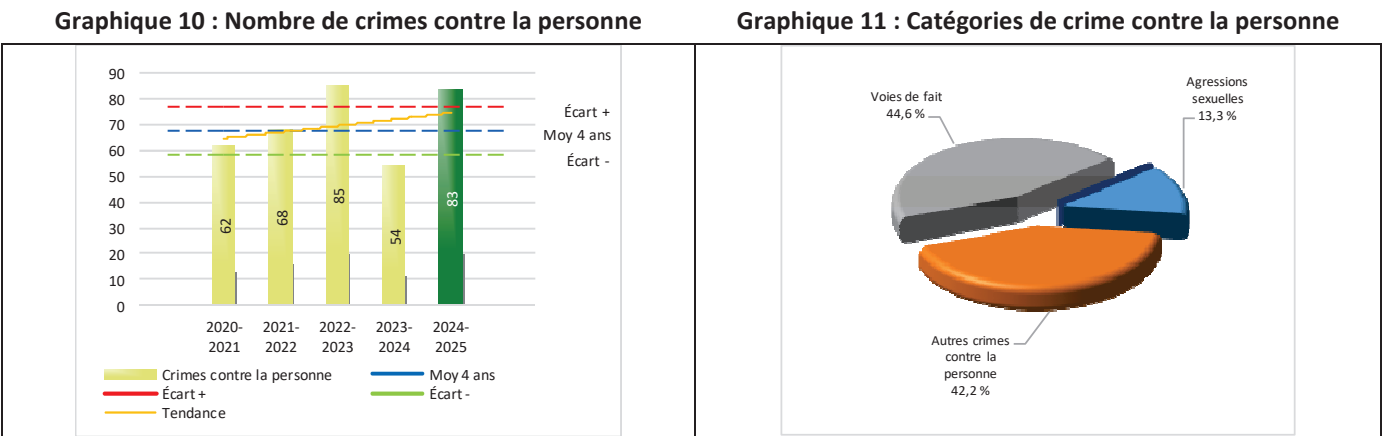 Graphique 10 : Nombre de crimes contre la personne
Graphique 11 : Catégories de crime contre la personne
90
80
70
60
50
40
30
20
10
0
Écart +
Moy 4 ans
Écart -
62
68
85
54
83
2020-
2021
2021-
2022
2022-
2023
2023-
2024
2024-
2025
Crimes contre la personne
Moy 4 ans
Écart +
Écart -
Tendance
Voies de fait
44,6 %
Agressions
sexuelles
13,3 %
Autres crimes
contre la
personne
42,2 %